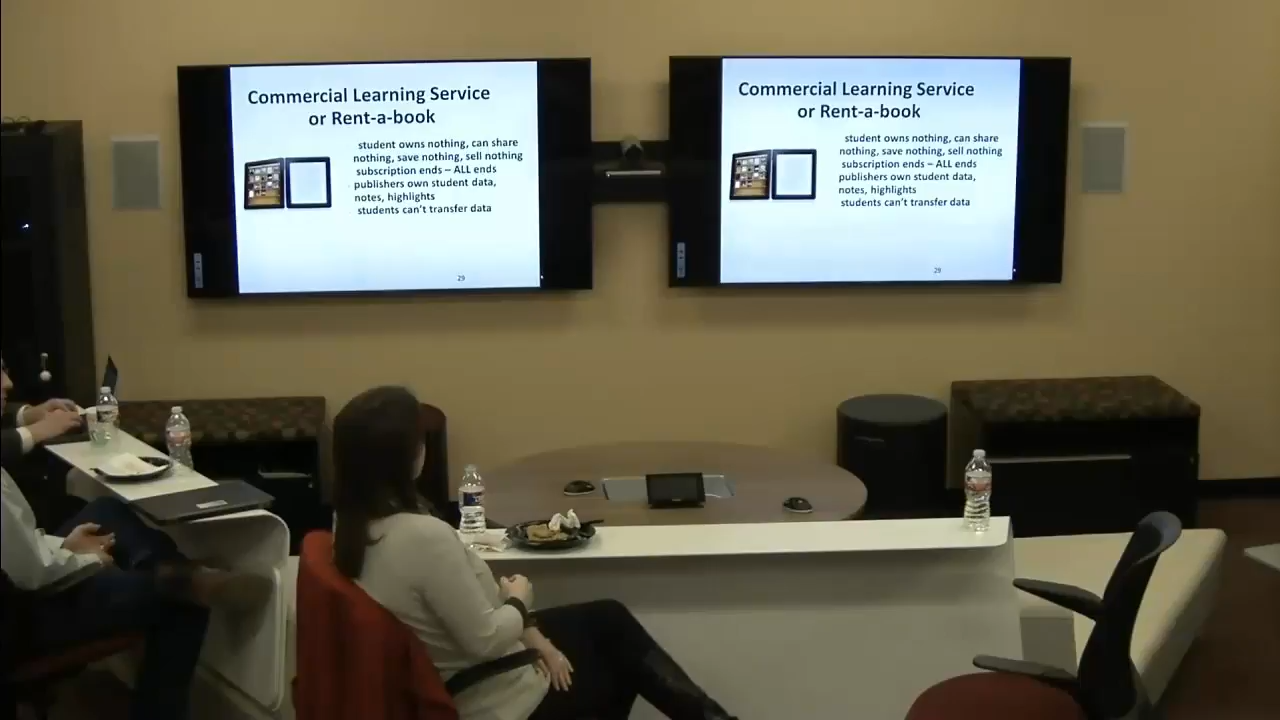 Commercial Learning Service
or Rent-a-book
student owns nothing, can share
nothing, save nothing, sell nothing
subscription ends – ALL ends
publishers own student data,
notes, highlights
students can't transfer data
29
Commercial Learning Service
or Rent-a-book
student owns nothing, can share
nothing, save nothing, sell nothing
subscription ends – ALL ends
publishers own student data,
notes, highlights
students can't transfer data
29